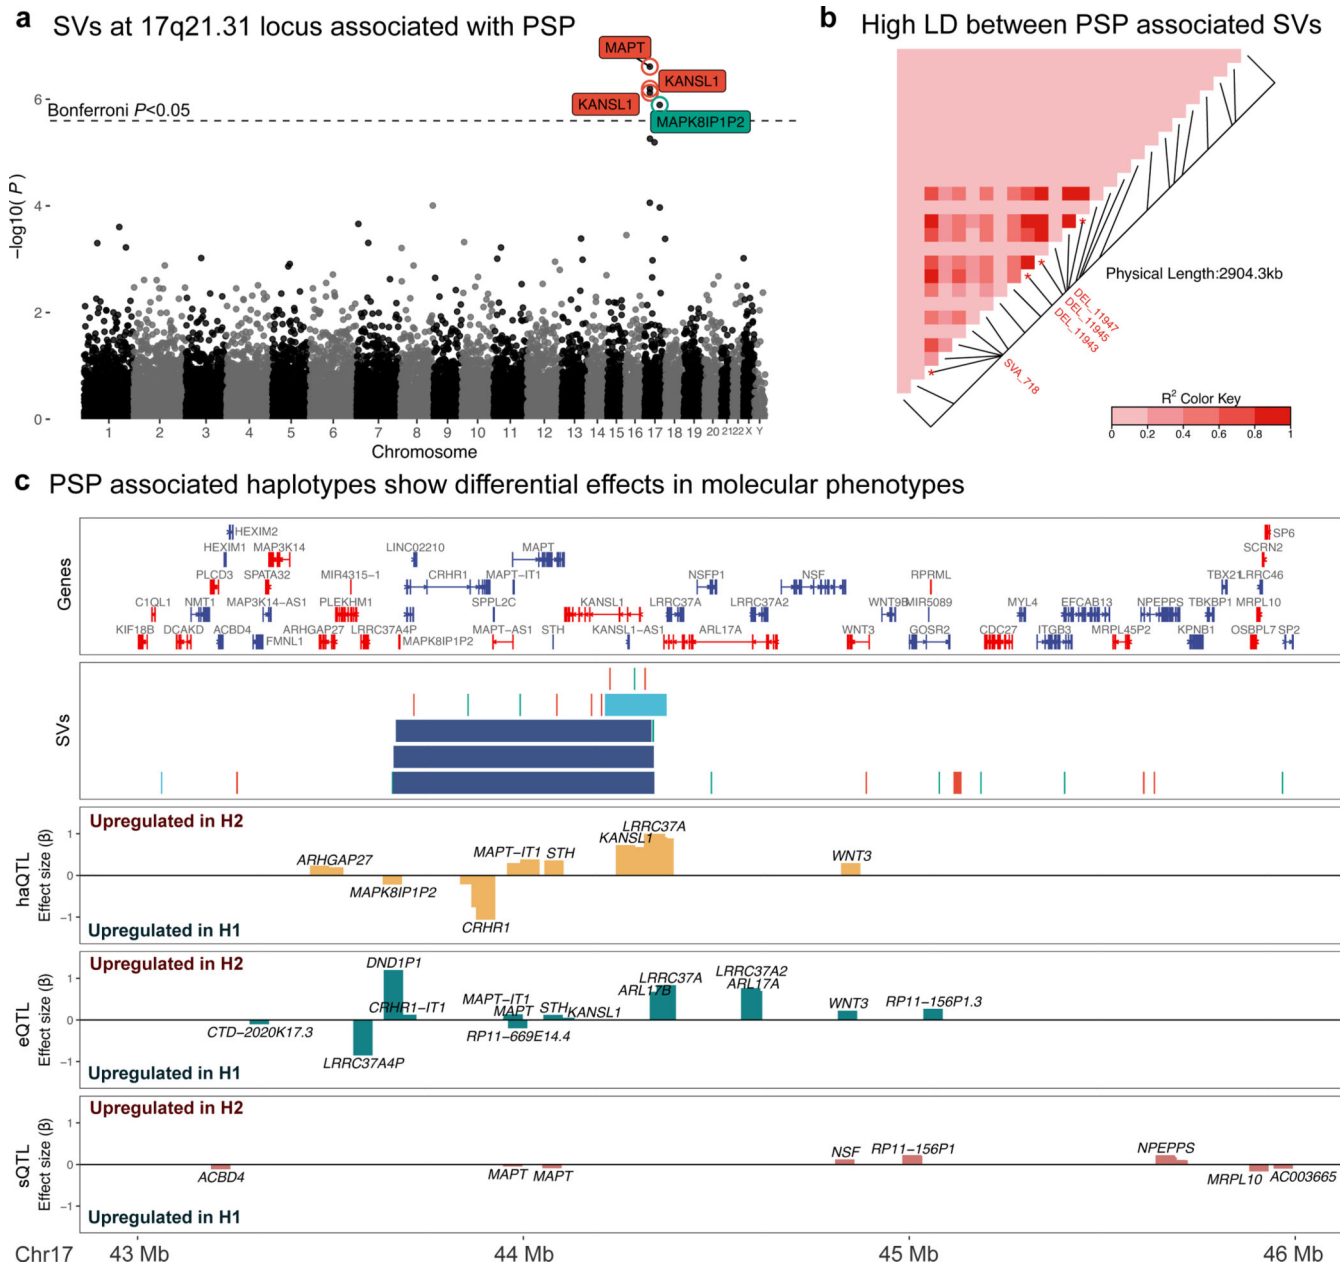 a SVs at 17q21.31 locus associated with PSP
MAPT
KANSL1
KANSL1
MAPK8IP1P2
Bonferroni P<0.05
6
4
2
0
-log10( P)
1 2 3 4 5 6 7 8 9 10 11 12 13 14 15 16 17 18 19 20 21 22 X Y
Chromosome
b High LD between PSP associated SVs
*
*
*
*
Physical Length:2904.3kb
DEL_11947
DEL_11945
DEL_11943
SVA_718
R2 Color Key
0 0.2 0.4 0.6 0.8 1
c PSP associated haplotypes show differential effects in molecular phenotypes
Genes
HEXIM2 SP6
HEXIM1 MAP3K14 LINC02210 MAPT SCRN2
PLCD3 SPATA32 MIR4315-1 CRHR1 MAPT-IT1 NSFP1 NSF RPRML TBX21 LRRC46
C1QL1 NMT1 MAP3K14-AS1 PLEKHM1 SPPL2C KANSL1 LRRC37A LRRC37A2 WNT9B MIR5089 MYL4 EFCAB13 NPEPPS TBKBP1 MRPL10
KIF18B DCAKD ACBD4 FMNL1 ARHGAP27 LRRC37A4P MAPK8IP1P2 MAPT-AS1 STH KANSL1-AS1 ARL17A WNT3 GOSR2 CDC27 ITGB3 MRPL45P2 KPNB1 OSBPL7 SP2
SVs
haQTL
Effect size (β)
1
0
-1
Upregulated in H2
LRRC37A
KANSL1
ARHGAP27 MAPT-IT1 STH WNT3
MAPK8IP1P2
CRHR1
Upregulated in H1
eQTL
Effect size (β)
1
0
-1
Upregulated in H2
DND1P1
LRRC37A LRRC37A2
ARL17B ARL17A
CRHR1-IT1 MAPT-IT1 STH KANSL1 WNT3 RP11-156P1.3
MAPT
CTD-2020K17.3 RP11-669E14.4
LRRC37A4P
Upregulated in H1
sQTL
Effect size (β)
1
0
-1
Upregulated in H2
NSF RP11-156P1 NPEPPS
ACBD4 MAPT MAPT MRPL10 AC003665
Upregulated in H1
Chr17 43 Mb 44 Mb 45 Mb 46 Mb